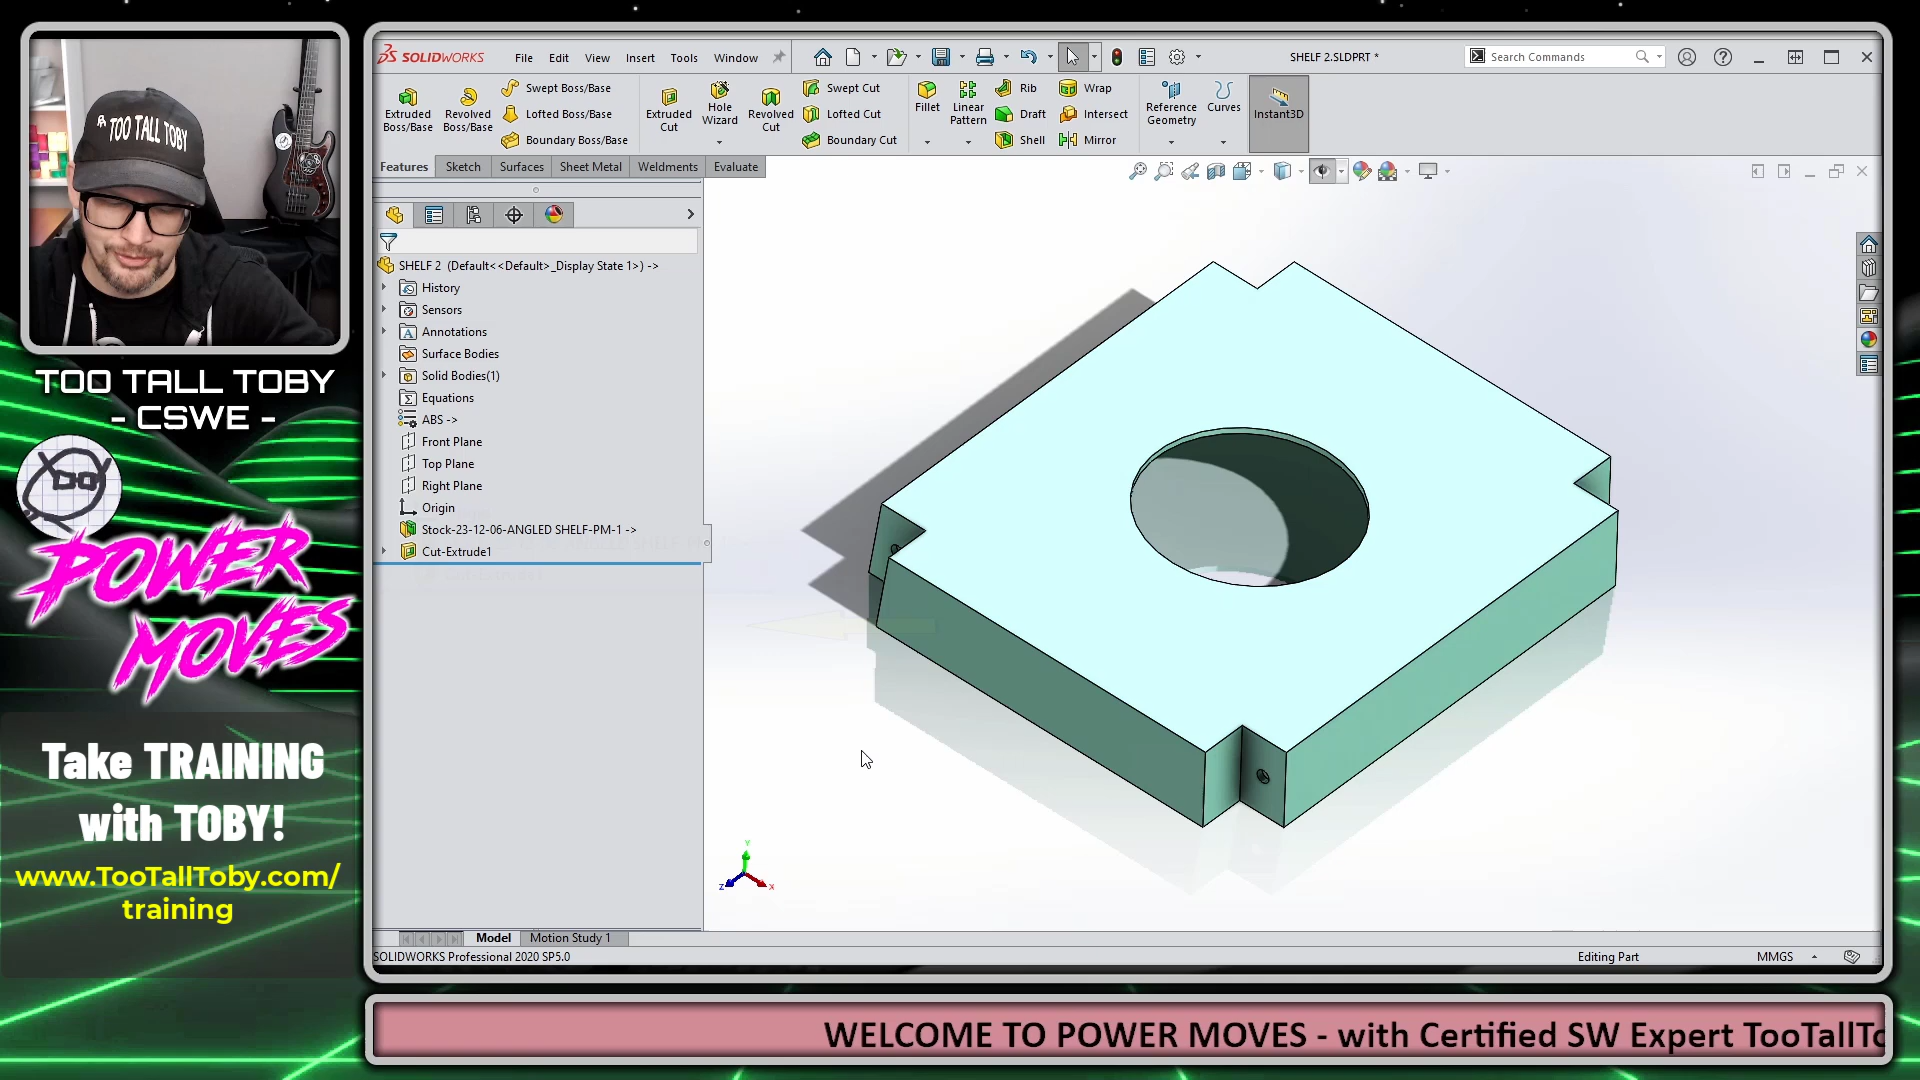 TOO TALL TOBY
TOO TALL TOBY
- CSWE -
POWER
MOVES
Take TRAINING
with TOBY!
www.TooTallToby.com/
training
SOLIDWORKS
File
Edit
View
Insert
Tools
Window
SHELF 2.SLDPRT *
Search Commands
Extruded Boss/Base
Revolved Boss/Base
Swept Boss/Base
Lofted Boss/Base
Boundary Boss/Base
Extruded Cut
Hole Wizard
Revolved Cut
Swept Cut
Lofted Cut
Boundary Cut
Fillet
Linear Pattern
Rib
Draft
Shell
Wrap
Intersect
Mirror
Reference Geometry
Curves
Instant3D
Features
Sketch
Surfaces
Sheet Metal
Weldments
Evaluate
SHELF 2 (Default<<Default>_Display State 1>) ->
History
Sensors
Annotations
Surface Bodies
Solid Bodies(1)
Equations
ABS ->
Front Plane
Top Plane
Right Plane
Origin
Stock-23-12-06-ANGLED SHELF-PM-1 ->
Cut-Extrude1
Y
Z
X
Model
Motion Study 1
SOLIDWORKS Professional 2020 SP5.0
Editing Part
MMGS
WELCOME TO POWER MOVES - with Certified SW Expert TooTallTo